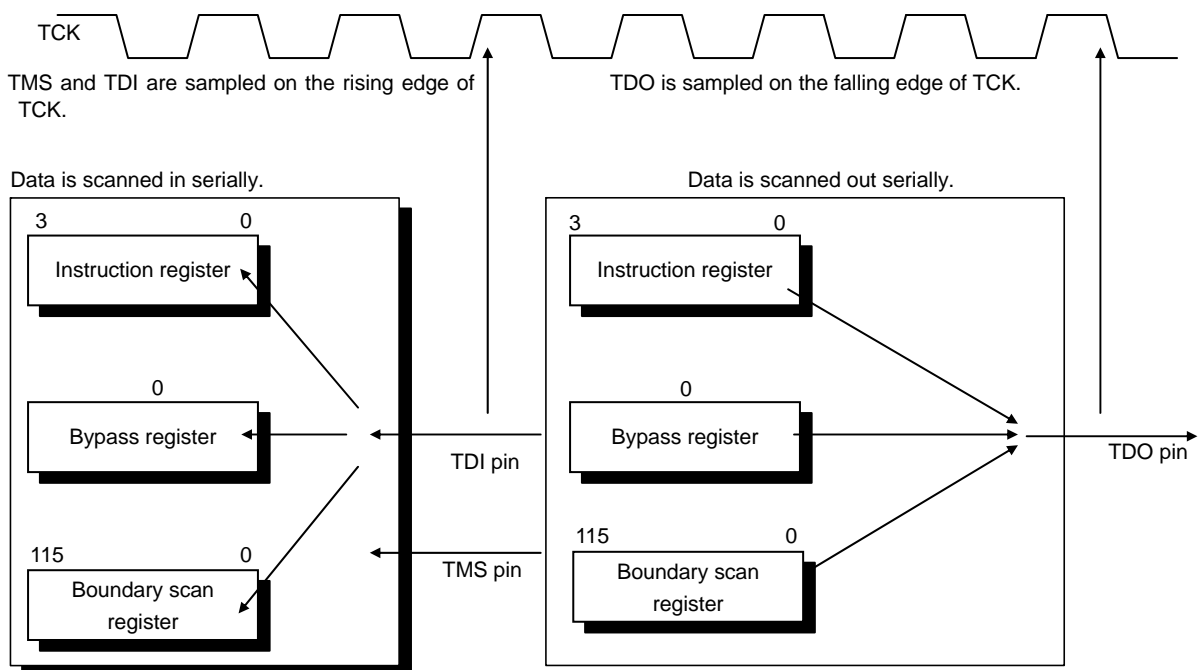 TCK
TMS and TDI are sampled on the rising edge of
TCK.
TDO is sampled on the falling edge of TCK.
Data is scanned in serially.
3 0
Instruction register
0
Bypass register
115 0
Boundary scan
register
TDI pin
TMS pin
Data is scanned out serially.
3 0
Instruction register
0
Bypass register
115 0
Boundary scan
register
TDO pin